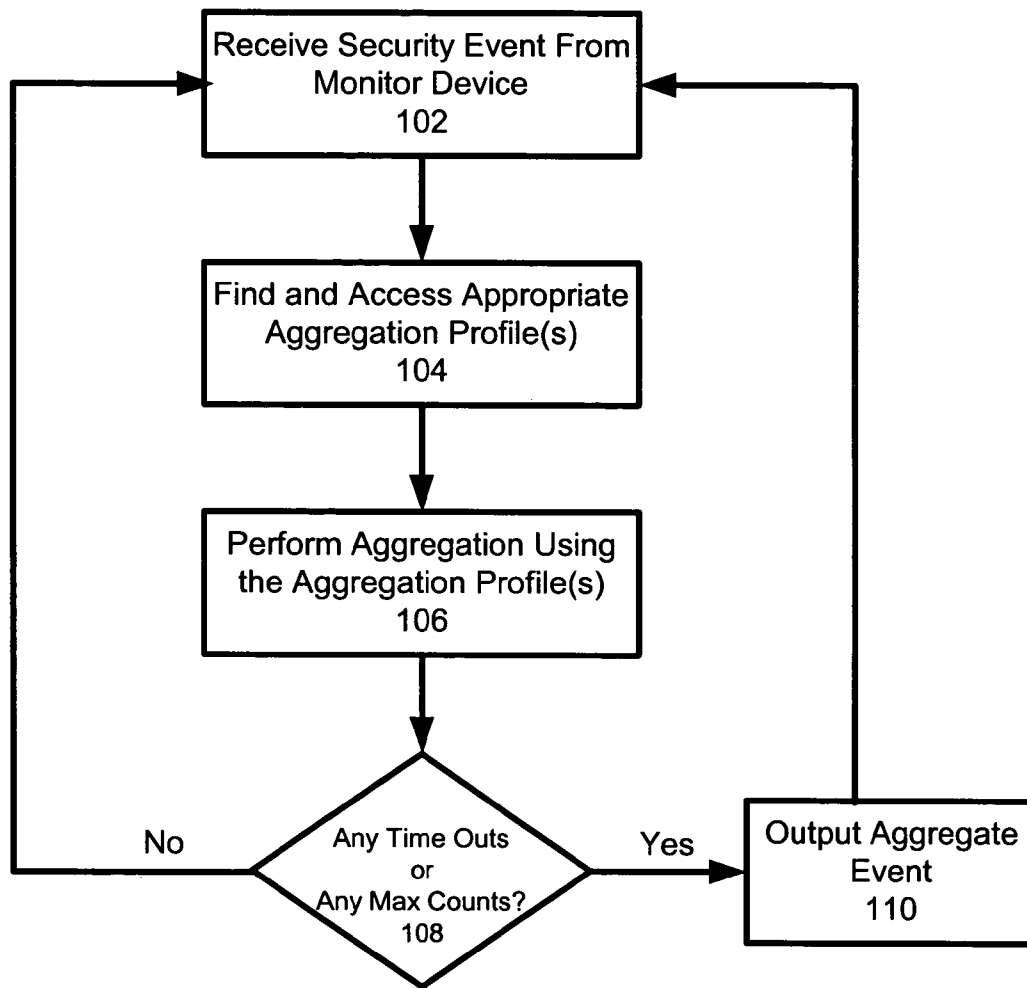 Receive Security Event From
Monitor Device
102
Find and Access Appropriate
Aggregation Profile(s)
104
Perform Aggregation Using
the Aggregation Profile(s)
106
No
Any Time Outs
or
Any Max Counts?
108
Yes
Output Aggregate
Event
110